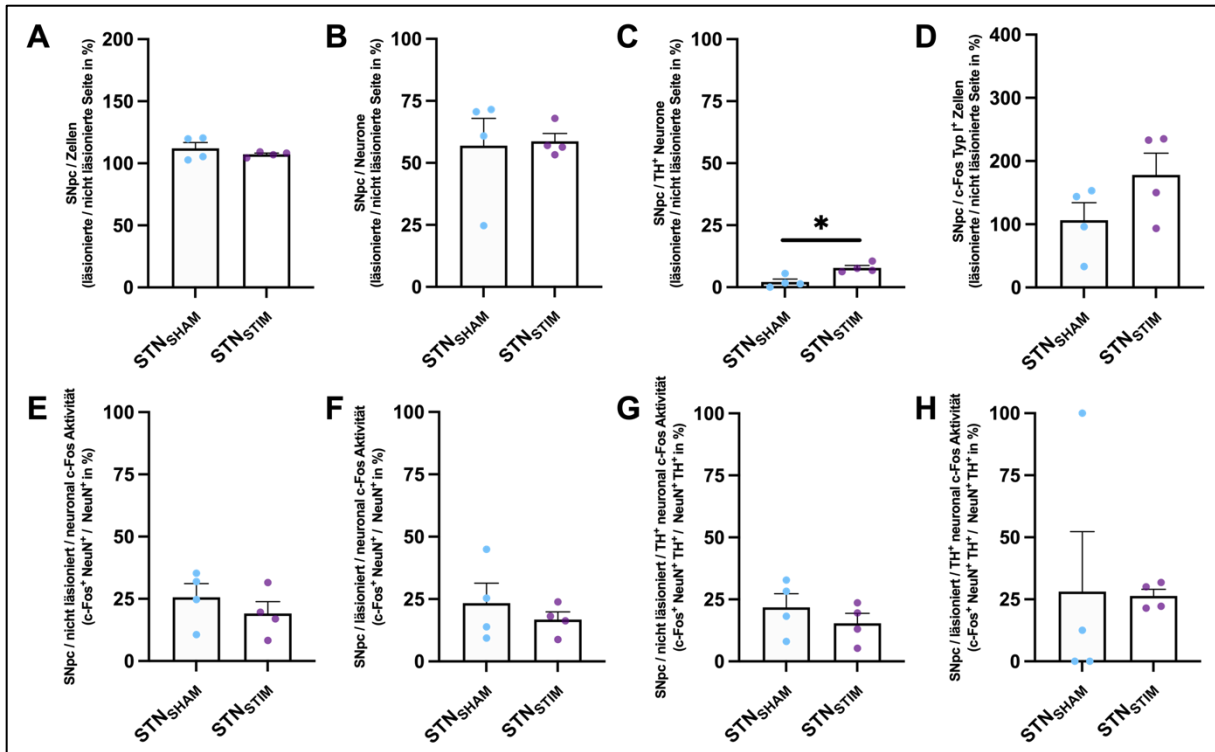 A
SNpc / Zellen
(läsionierte / nicht läsionierte Seite in %)
200
150
100
50
0
STNSHAM
STNSTIM
B
SNpc / Neurone
(läsionierte / nicht läsionierte Seite in %)
100
75
50
25
0
STNSHAM
STNSTIM
C
SNpc / TH+ Neurone
(läsionierte / nicht läsionierte Seite in %)
100
75
50
25
0
*
STNSHAM
STNSTIM
D
SNpc / c-Fos Typ I+ Zellen
(läsionierte / nicht läsionierte Seite in %)
400
300
200
100
0
STNSHAM
STNSTIM
E
SNpc / nicht läsioniert / neuronal c-Fos Aktivität
(c-Fos+ NeuN+ / NeuN+ in %)
100
75
50
25
0
STNSHAM
STNSTIM
F
SNpc / läsioniert / neuronal c-Fos Aktivität
(c-Fos+ NeuN+ / NeuN+ in %)
100
75
50
25
0
STNSHAM
STNSTIM
G
SNpc / nicht läsioniert / TH+ neuronal c-Fos Aktivität
(c-Fos+ NeuN+ TH+ / NeuN+ TH+ in %)
100
75
50
25
0
STNSHAM
STNSTIM
H
SNpc / läsioniert / TH+ neuronal c-Fos Aktivität
(c-Fos+ NeuN+ TH+ / NeuN+ TH+ in %)
100
75
50
25
0
STNSHAM
STNSTIM